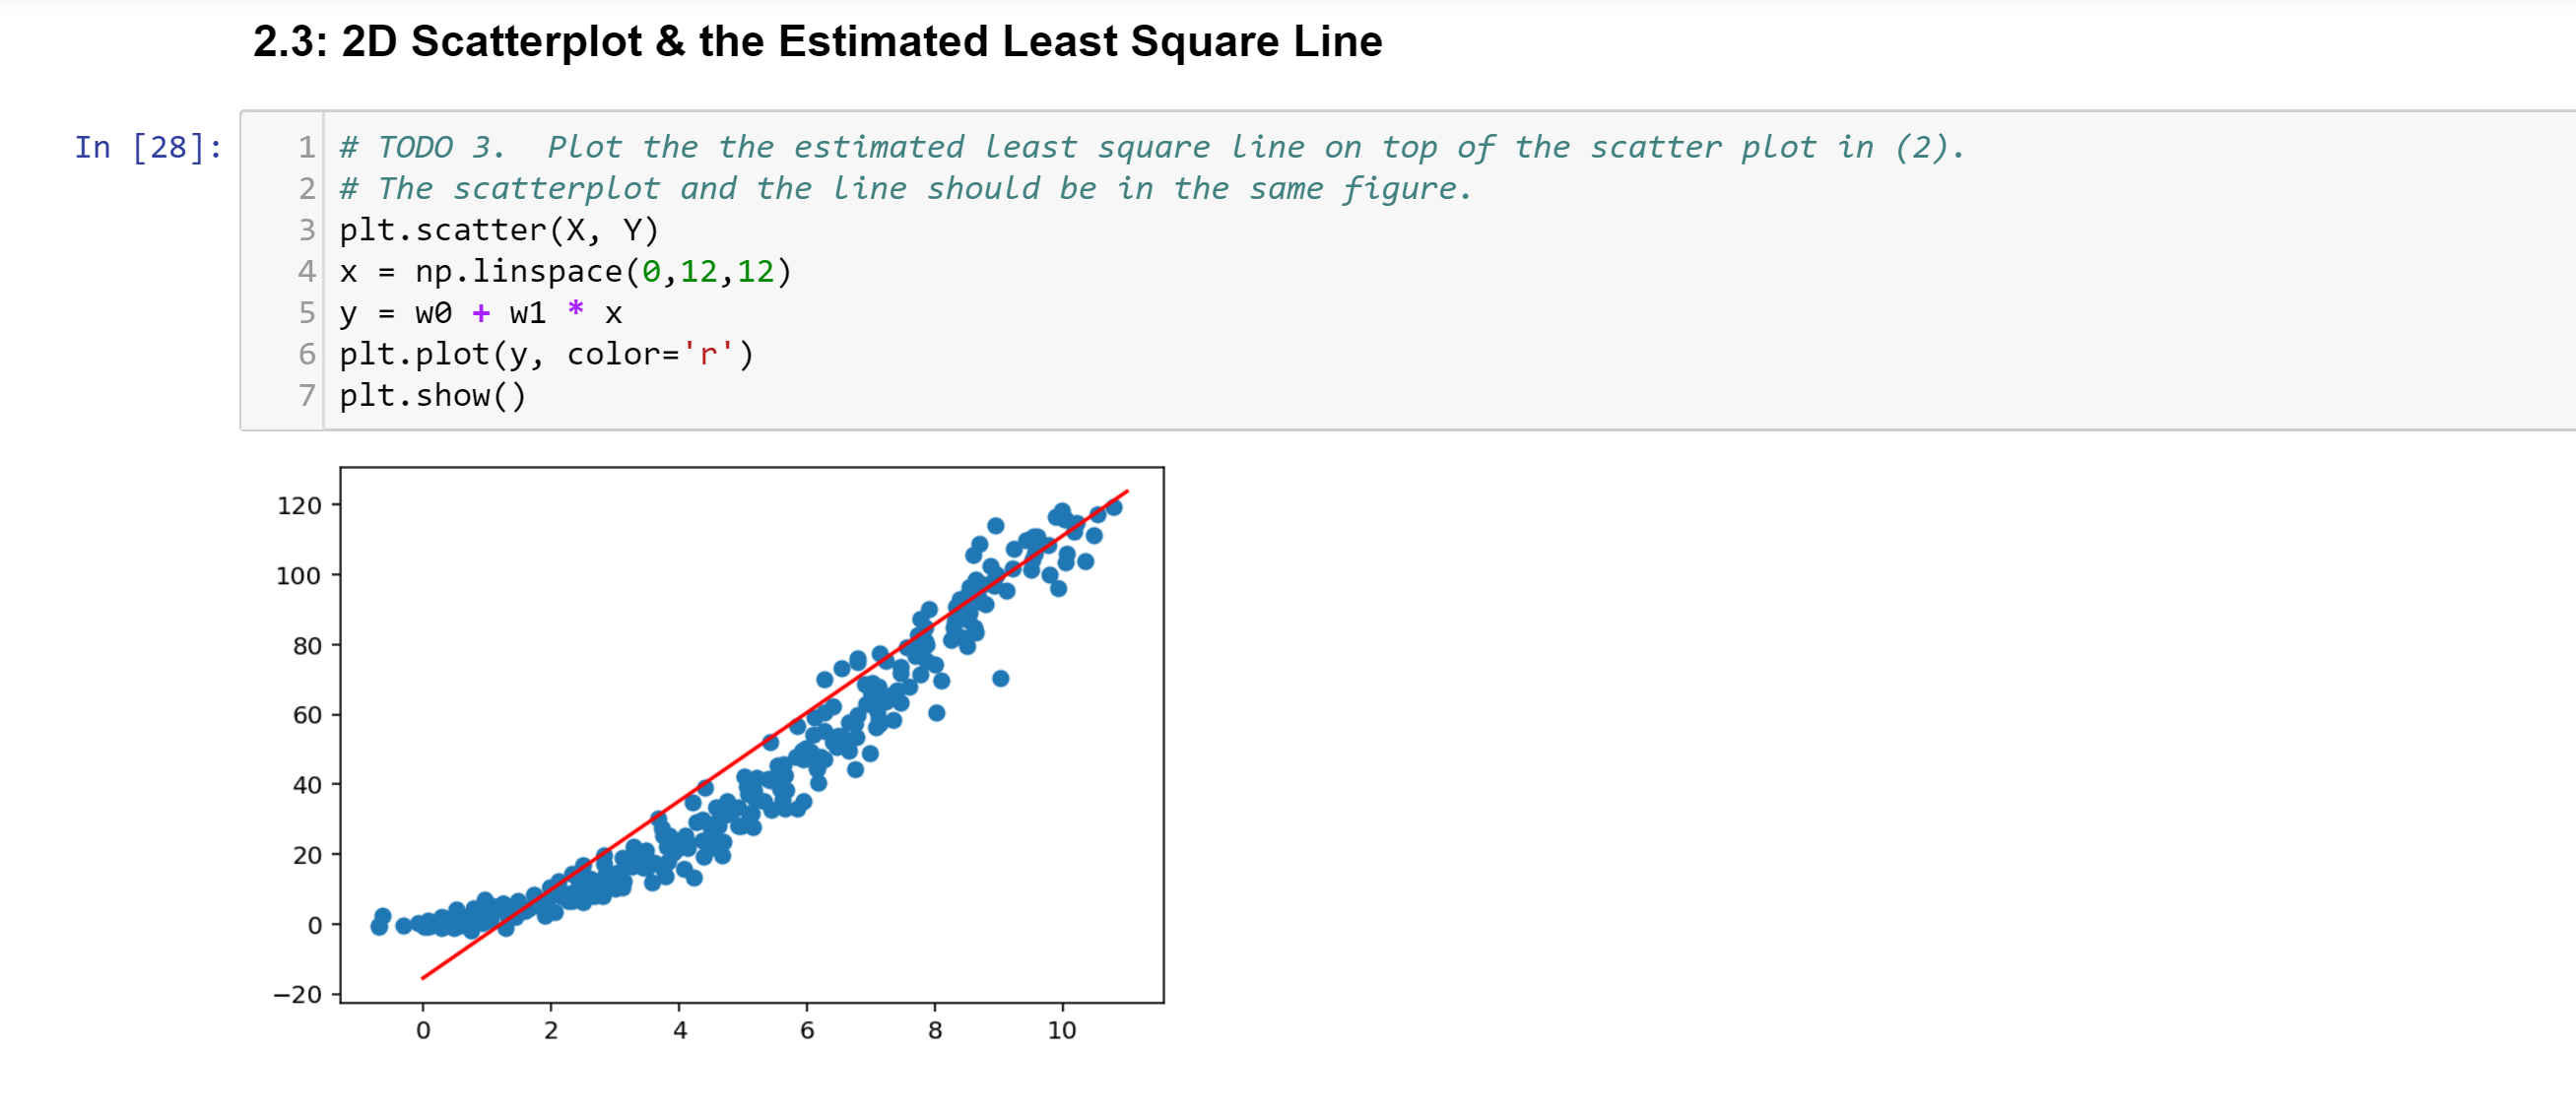 2.3: 2D Scatterplot & the Estimated Least Square Line
In [28]:
1 # TODO 3.  Plot the the estimated least square line on top of the scatter plot in (2).
2 # The scatterplot and the line should be in the same figure.
3 plt.scatter(X, Y)
4 x = np.linspace(0,12,12)
5 y = w0 + w1 * x
6 plt.plot(y, color='r')
7 plt.show()
120
100
80
60
40
20
0
−20
0 2 4 6 8 10